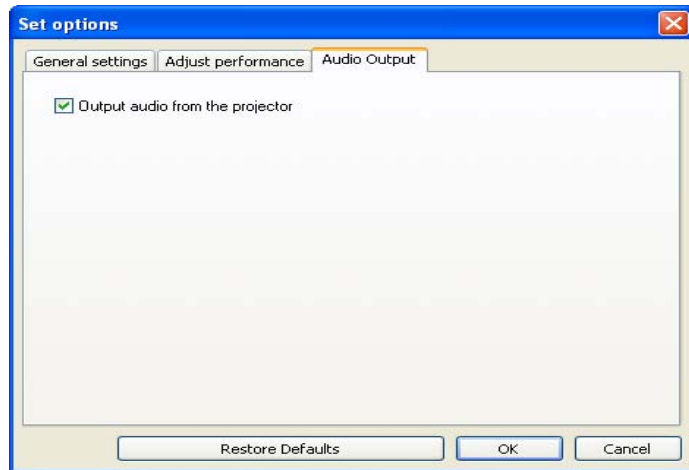 Set options
General settings Adjust performance Audio Output
Output audio from the projector
Restore Defaults OK Cancel